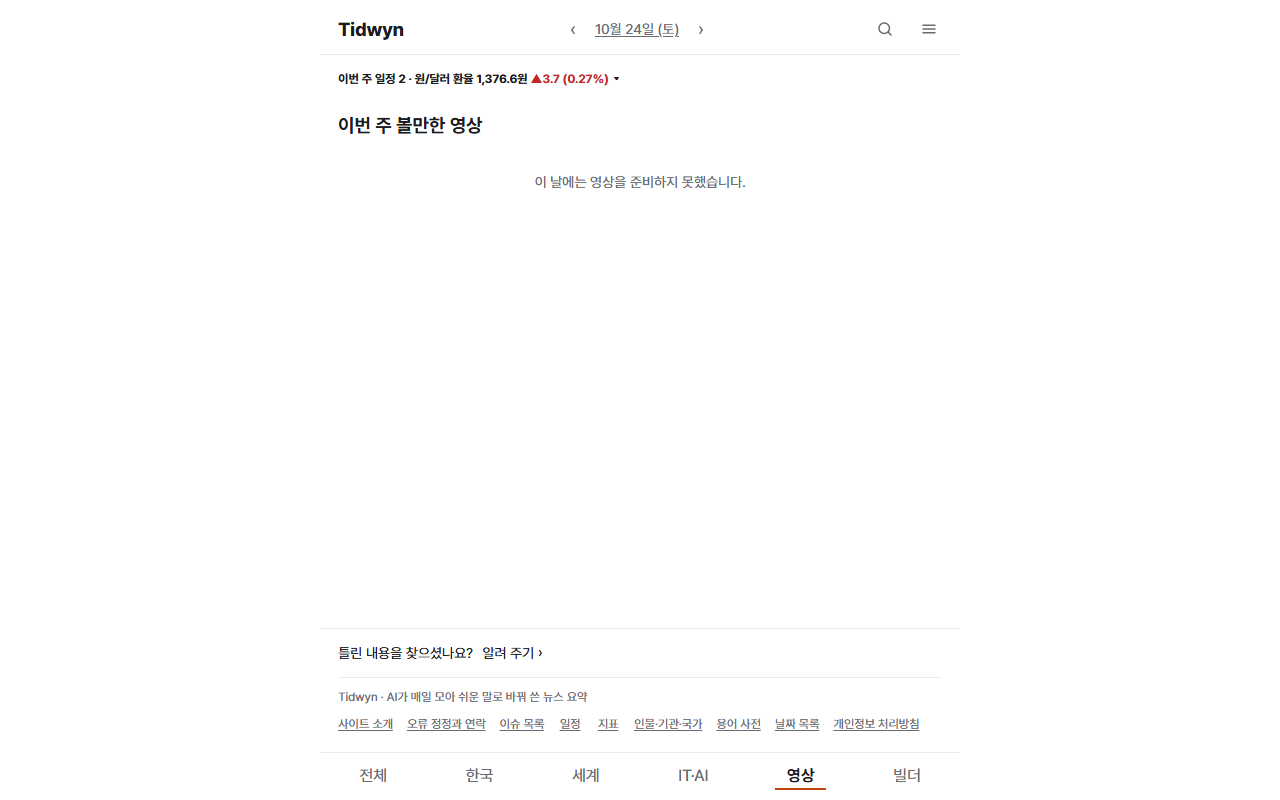 Tidwyn
‹ 10월 24일 (토) ›
이번 주 일정 2 · 원/달러 환율 1,376.6원 ▲3.7 (0.27%) ▾
이번 주 볼만한 영상
이 날에는 영상을 준비하지 못했습니다.
틀린 내용을 찾으셨나요? 알려 주기 ›
Tidwyn · AI가 매일 모아 쉬운 말로 바꿔 쓴 뉴스 요약
사이트 소개 오류 정정과 연락 이슈 목록 일정 지표 인물·기관·국가 용어 사전 날짜 목록 개인정보 처리방침
전체 한국 세계 IT·AI 영상 빌더